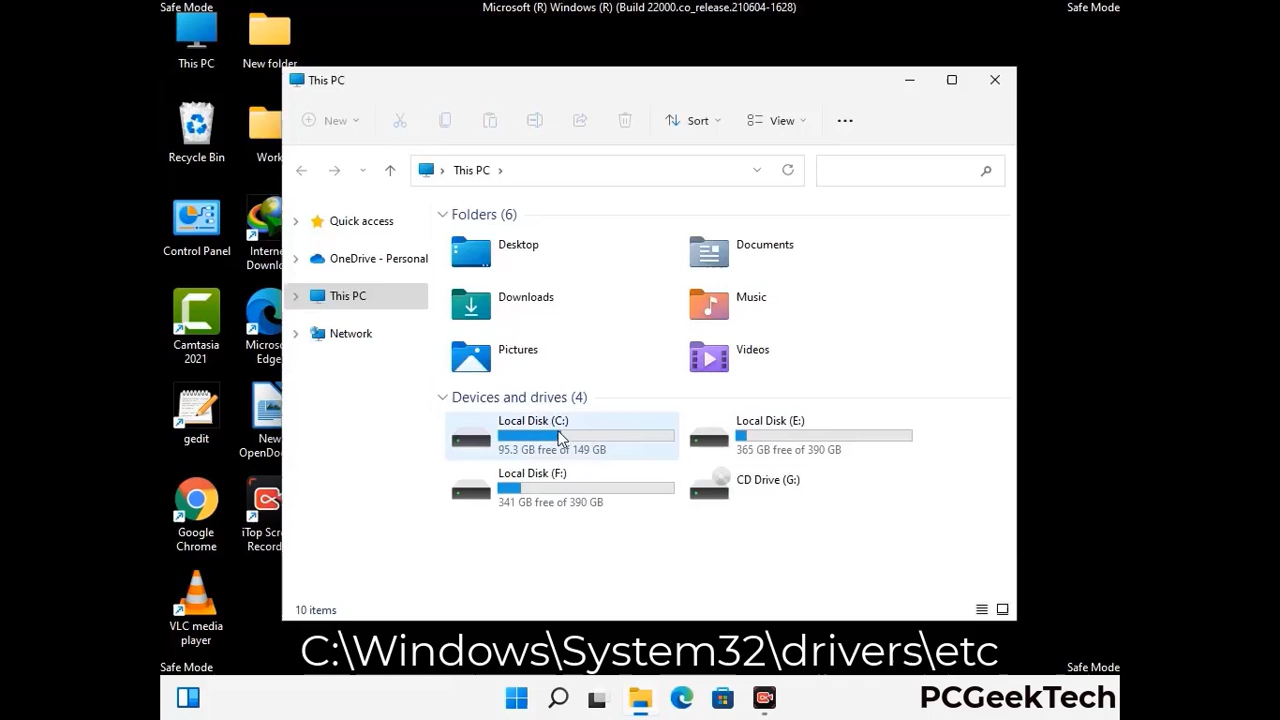 Safe Mode
Microsoft (R) Windows (R) (Build 22000.co_release.210604-1628)
Safe Mode
This PC
New folder
Recycle Bin
Work
Control Panel
Interne
Downlo
Camtasia
2021
Micros
Edge
gedit
New
OpenDo
Google
Chrome
iTop Scr
Record
VLC media
player
This PC
New
Sort
View
This PC
Quick access
OneDrive - Personal
This PC
Network
Folders (6)
Desktop
Documents
Downloads
Music
Pictures
Videos
Devices and drives (4)
Local Disk (C:)
95.3 GB free of 149 GB
Local Disk (E:)
365 GB free of 390 GB
Local Disk (F:)
341 GB free of 390 GB
CD Drive (G:)
10 items
C:\Windows\System32\drivers\etc
Safe Mode
Safe Mode
PCGeekTech